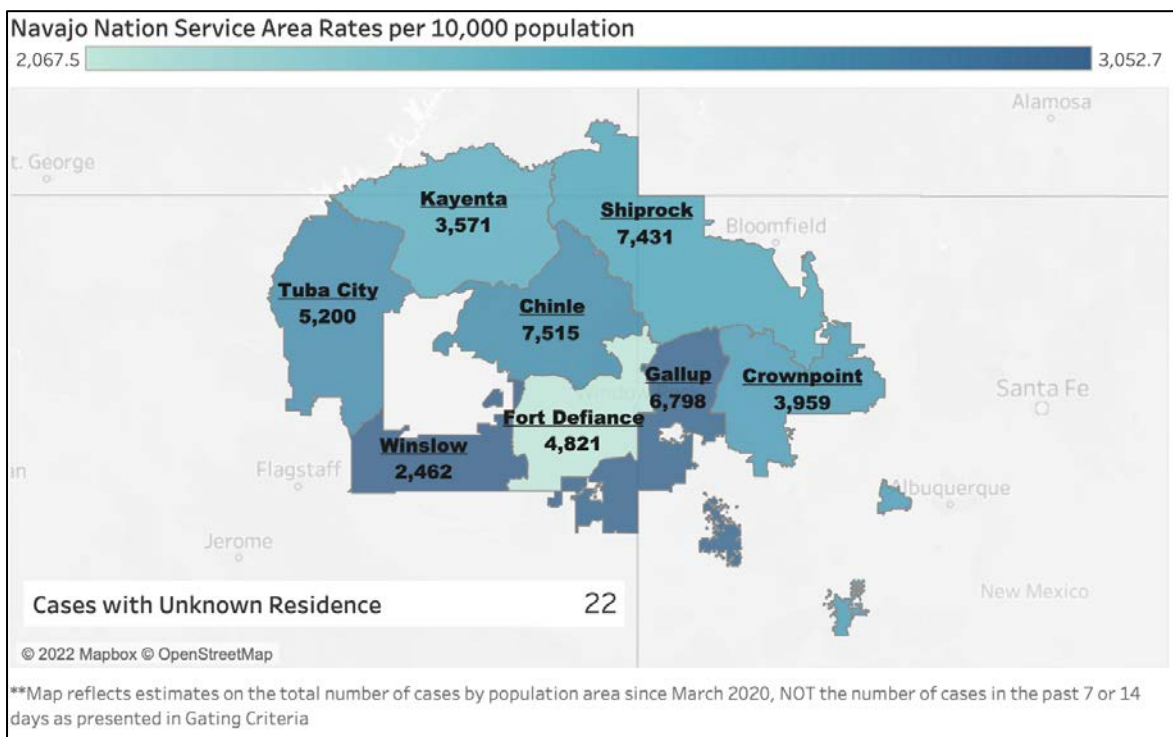 Navajo Nation Service Area Rates per 10,000 population
2,067.5
3,052.7
Alamosa
t. George
Kayenta
3,571
Shiprock
7,431
Bloomfield
Tuba City
5,200
Chinle
7,515
Gallup
6,798
Crownpoint
3,959
Santa Fe
Fort Defiance
4,821
Winslow
2,462
Flagstaff
an
Albuquerque
Jerome
New Mexico
Cases with Unknown Residence 22
© 2022 Mapbox © OpenStreetMap
**Map reflects estimates on the total number of cases by population area since March 2020, NOT the number of cases in the past 7 or 14
days as presented in Gating Criteria